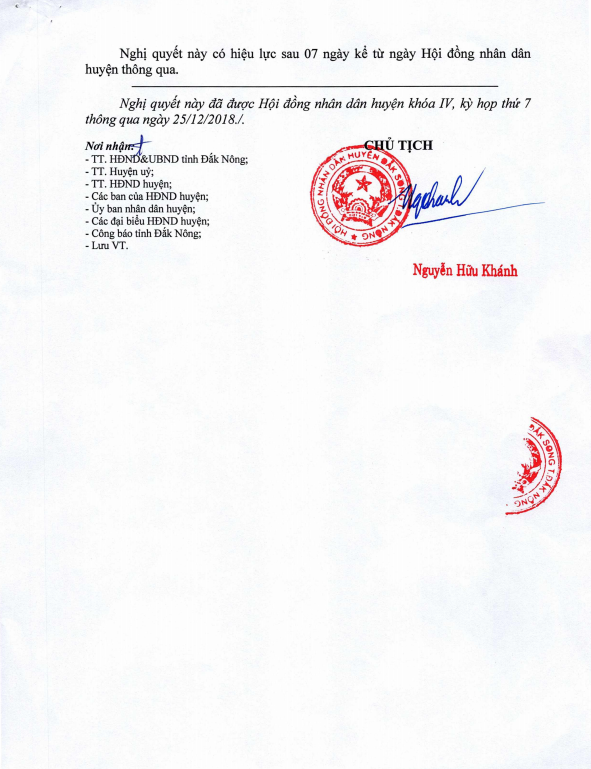 Nghị quyết này có hiệu lực sau 07 ngày kể từ ngày Hội đồng nhân dân
huyện thông qua.
Nghị quyết này đã được Hội đồng nhân dân huyện khóa IV, kỳ họp thứ 7
thông qua ngày 25/12/2018./.
Nơi nhận:
- TT. HĐND&UBND tỉnh Đắk Nông;
- TT. Huyện uỷ;
- TT. HĐND huyện;
- Các ban của HĐND huyện;
- Ủy ban nhân dân huyện;
- Các đại biểu HĐND huyện;
- Công báo tỉnh Đắk Nông;
- Lưu VT.
CHỦ TỊCH
HỘI ĐỒNG NHÂN DÂN HUYỆN ĐẮK SONG T.ĐẮK NÔNG
Nguyễn Hữu Khánh
ĐẮK SONG T.ĐẮK NÔNG